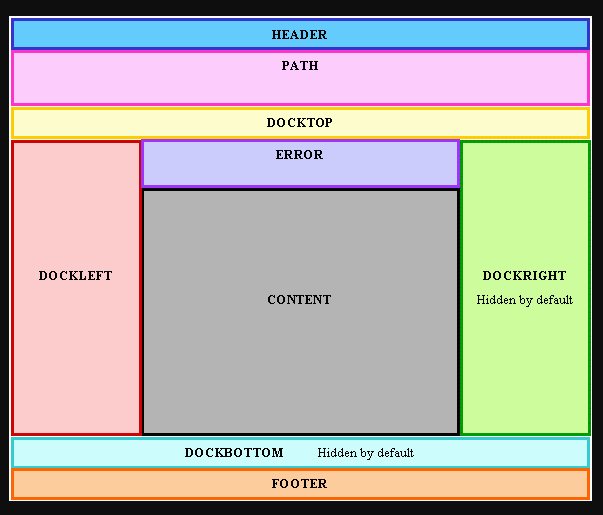 HEADER
PATH
DOCKTOP
ERROR
DOCKLEFT
CONTENT
DOCKRIGHT
Hidden by default
DOCKBOTTOM Hidden by default
FOOTER